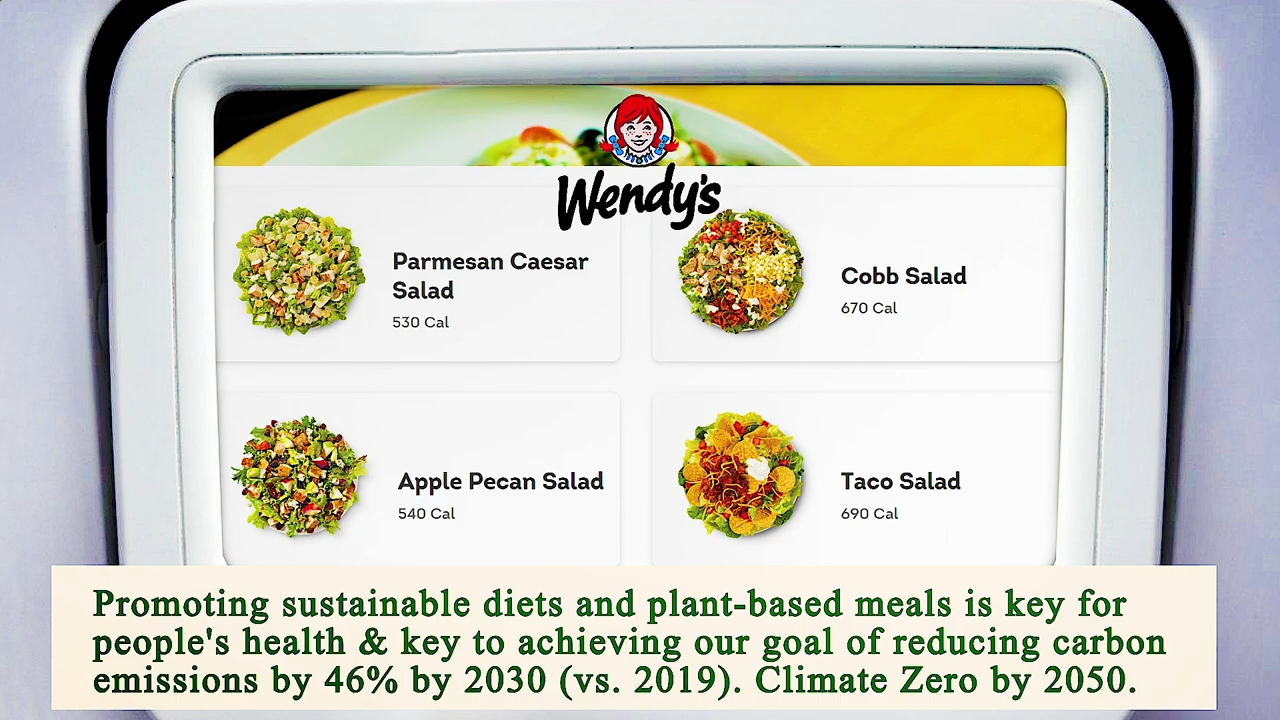 Wendy's
Parmesan Caesar
Salad
530 Cal
Cobb Salad
670 Cal
Apple Pecan Salad
540 Cal
Taco Salad
690 Cal
Promoting sustainable diets and plant-based meals is key for
people's health & key to achieving our goal of reducing carbon
emissions by 46% by 2030 (vs. 2019). Climate Zero by 2050.